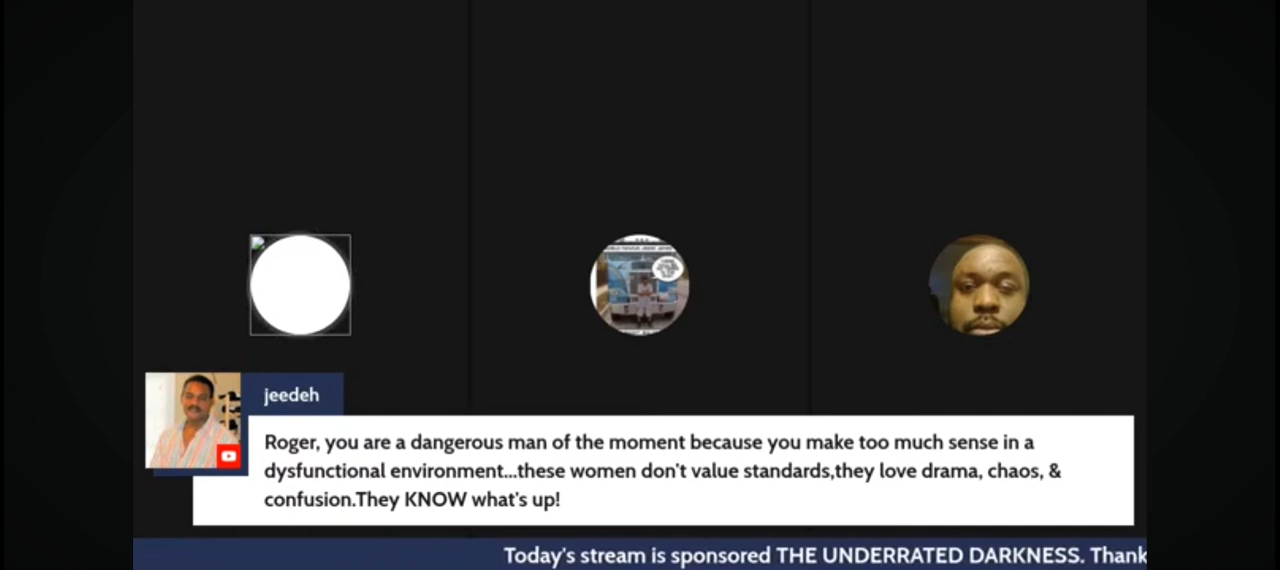 jeedeh
Roger, you are a dangerous man of the moment because you make too much sense in a
dysfunctional environment...these women don't value standards,they love drama, chaos, &
confusion.They KNOW what's up!
Today's stream is sponsored THE UNDERRATED DARKNESS. Thank